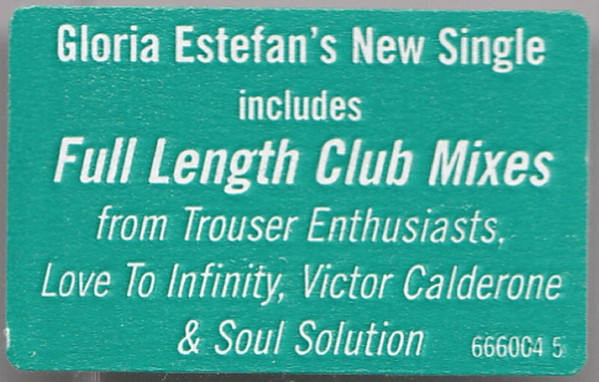 Gloria Estefan's New Single
includes
Full Length Club Mixes
from Trouser Enthusiasts,
Love To Infinity, Victor Calderone
& Soul Solution 666004 5